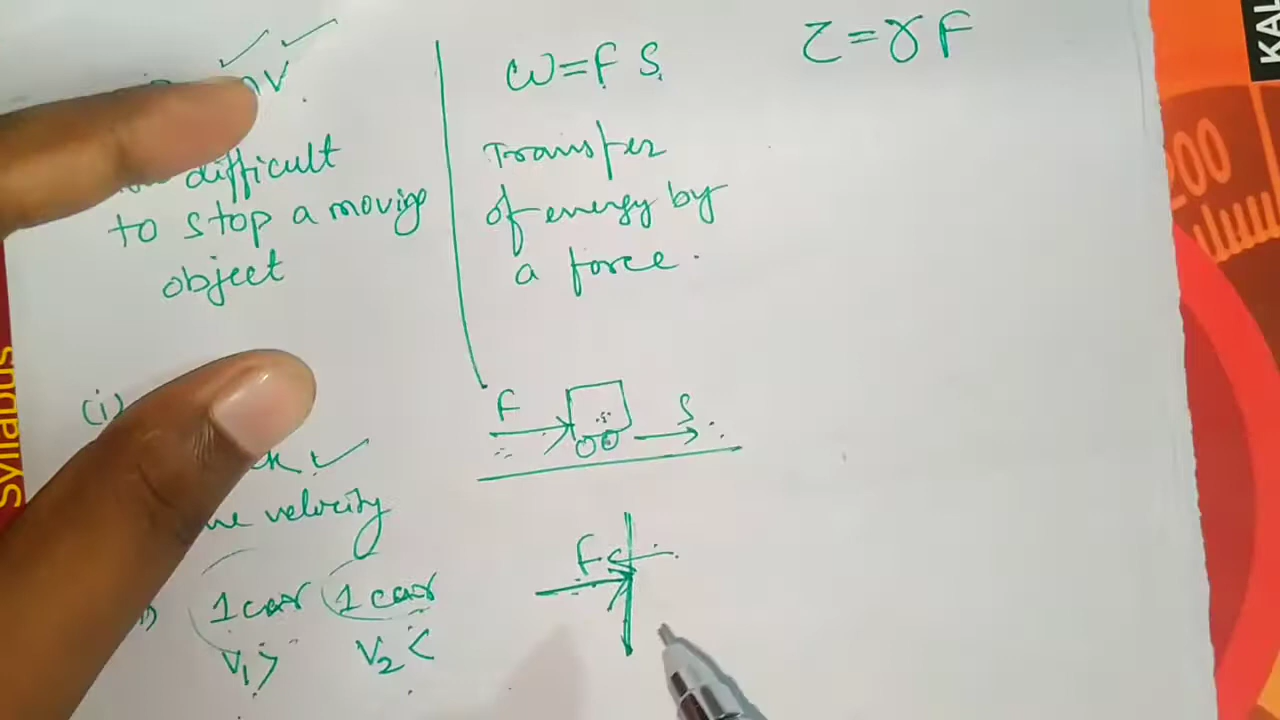 ω=F S
τ=γ F
difficult
to stop a moving
object
Transfer
of energy by
a force.
(i)
velocity
1 car 1 car
V1> V2<
F
S
F
syllabus
200
KAL